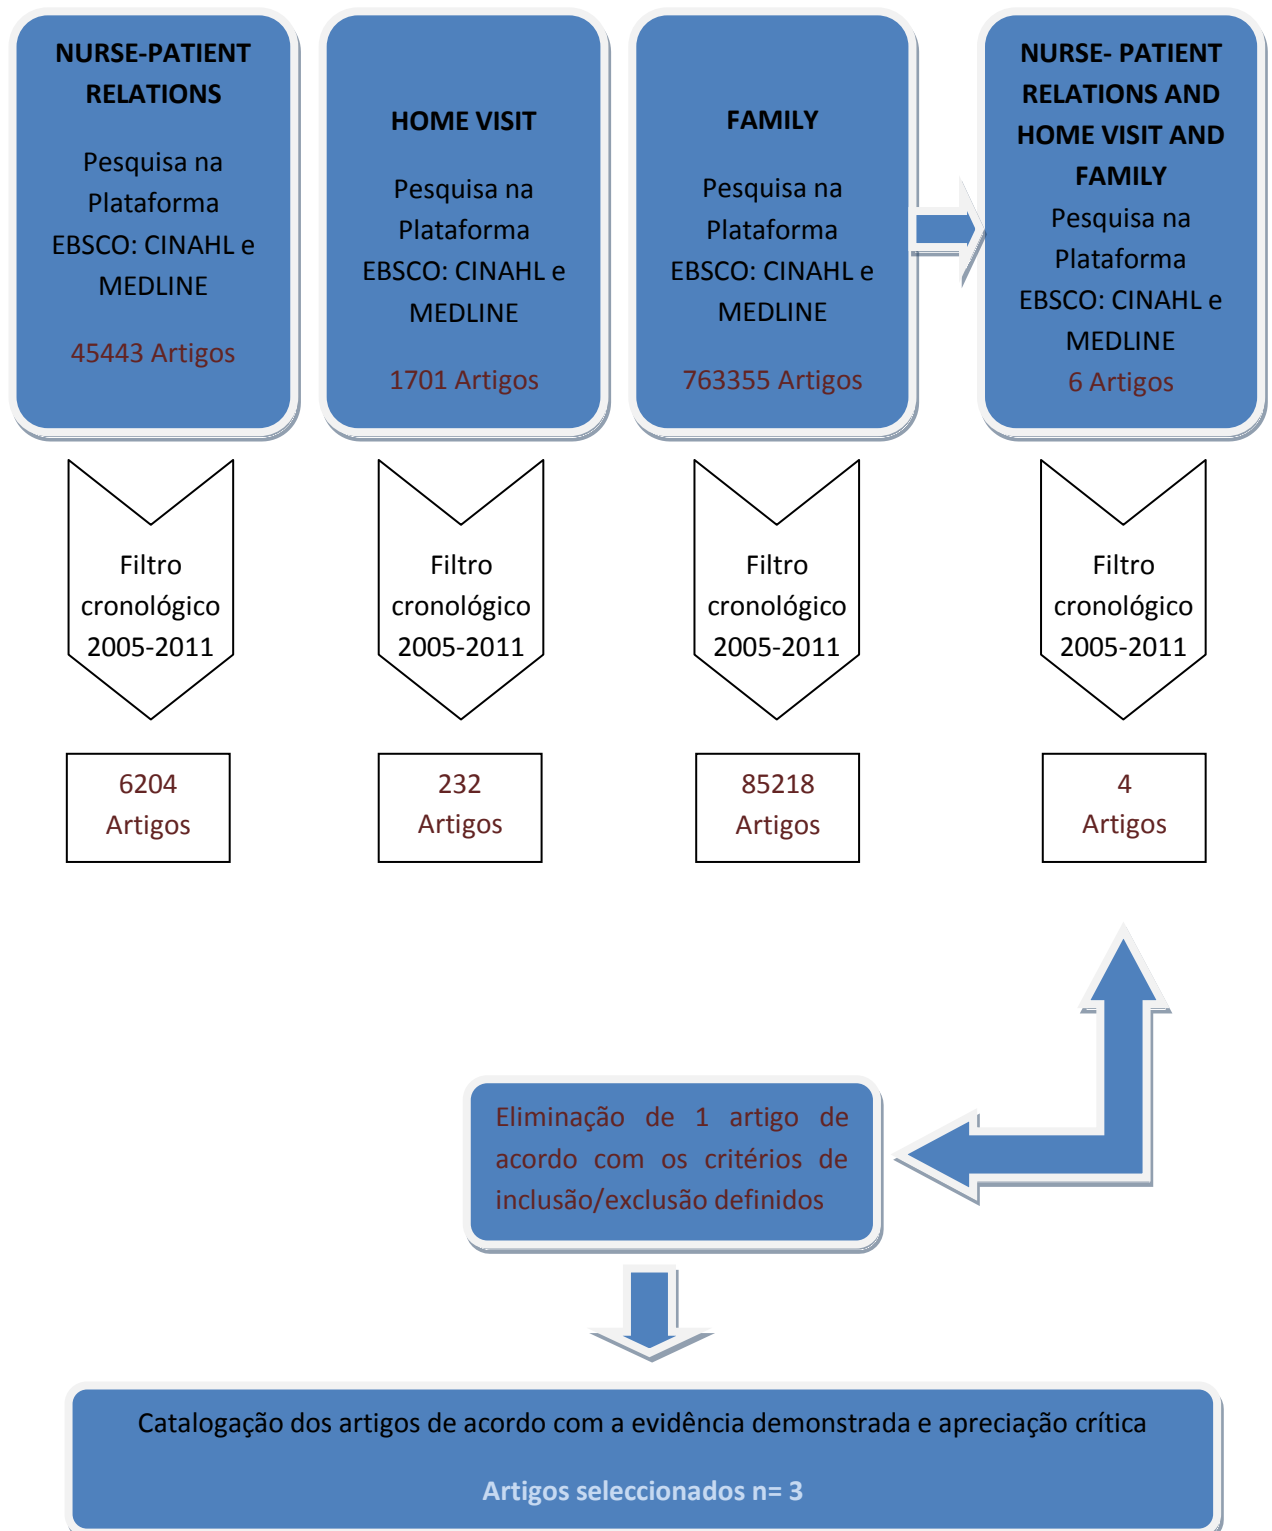 NURSE-PATIENT
RELATIONS
Pesquisa na
Plataforma
EBSCO: CINAHL e
MEDLINE
45443 Artigos
HOME VISIT
Pesquisa na
Plataforma
EBSCO: CINAHL e
MEDLINE
1701 Artigos
FAMILY
Pesquisa na
Plataforma
EBSCO: CINAHL e
MEDLINE
763355 Artigos
NURSE- PATIENT
RELATIONS AND
HOME VISIT AND
FAMILY
Pesquisa na
Plataforma
EBSCO: CINAHL e
MEDLINE
6 Artigos
Filtro
cronológico
2005-2011
Filtro
cronológico
2005-2011
Filtro
cronológico
2005-2011
Filtro
cronológico
2005-2011
6204
Artigos
232
Artigos
85218
Artigos
4
Artigos
Eliminação de 1 artigo de
acordo com os critérios de
inclusão/exclusão definidos
Catalogação dos artigos de acordo com a evidência demonstrada e apreciação crítica
Artigos seleccionados n= 3